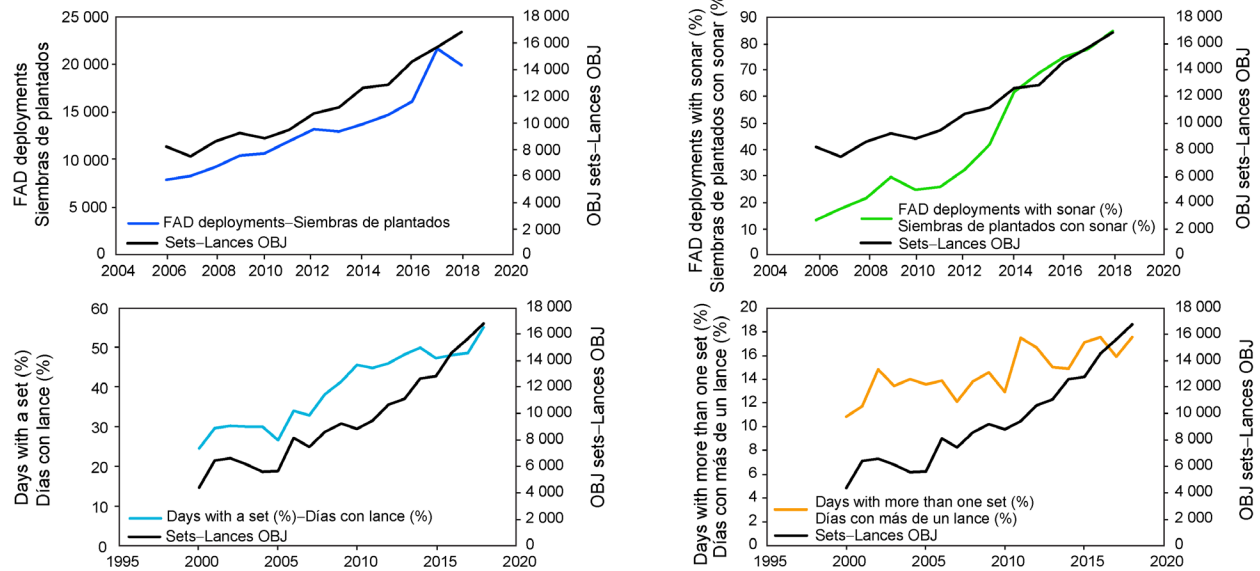 FAD deployments
Siembras de plantados
25 000
20 000
15 000
10 000
5 000
0
18 000
16 000
14 000
12 000
10 000
8 000
6 000
4 000
2 000
0
OBJ sets–Lances OBJ
FAD deployments–Siembras de plantados
Sets–Lances OBJ
2004 2006 2008 2010 2012 2014 2016 2018 2020
FAD deployments with sonar (%)
Siembras de plantados con sonar (%)
90
80
70
60
50
40
30
20
10
0
18 000
16 000
14 000
12 000
10 000
8 000
6 000
4 000
2 000
0
OBJ sets–Lances OBJ
FAD deployments with sonar (%)
Siembras de plantados con sonar (%)
Sets–Lances OBJ
2004 2006 2008 2010 2012 2014 2016 2018 2020
Days with a set (%)
Días con lance (%)
60
50
40
30
20
10
0
18 000
16 000
14 000
12 000
10 000
8 000
6 000
4 000
2 000
0
OBJ sets–Lances OBJ
Days with a set (%)–Días con lance (%)
Sets–Lances OBJ
1995 2000 2005 2010 2015 2020
Days with more than one set (%)
Días con más de un lance (%)
20
18
16
14
12
10
8
6
4
2
0
18 000
16 000
14 000
12 000
10 000
8 000
6 000
4 000
2 000
0
OBJ sets–Lances OBJ
Days with more than one set (%)
Días con más de un lance (%)
Sets–Lances OBJ
1995 2000 2005 2010 2015 2020